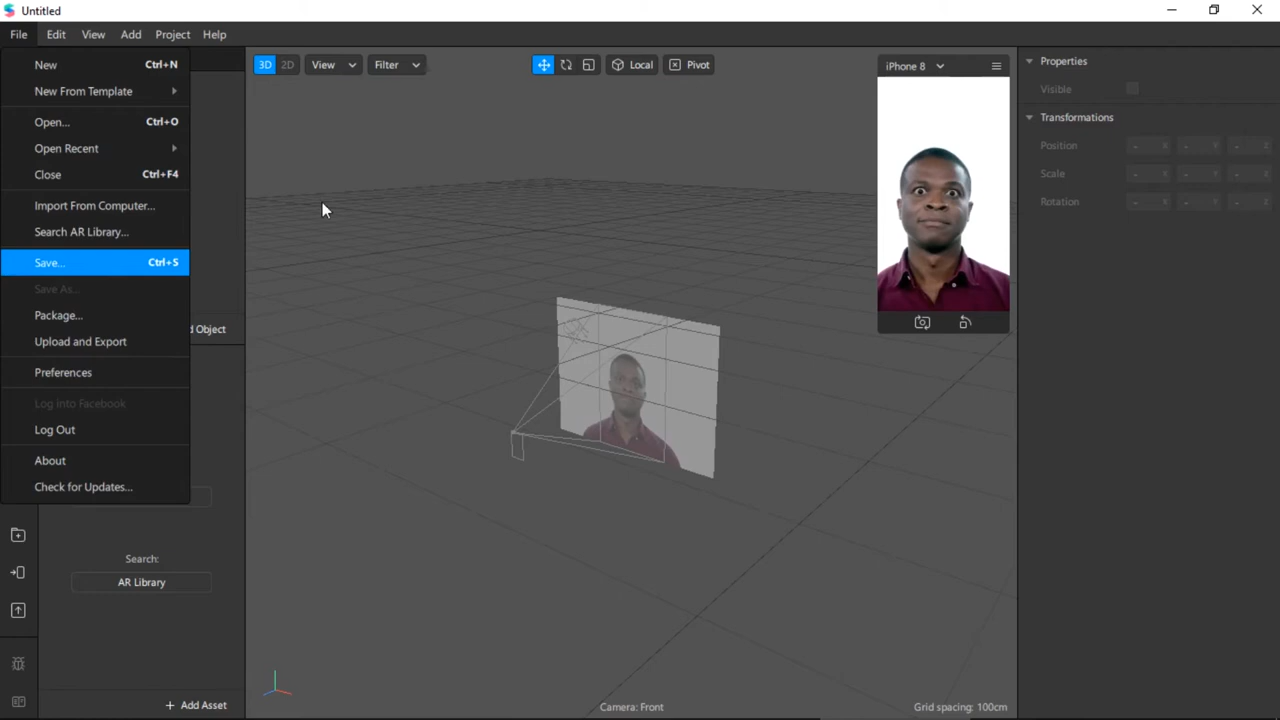 Untitled
File Edit View Add Project Help
New Ctrl+N
New From Template
Open... Ctrl+O
Open Recent
Close Ctrl+F4
Import From Computer...
Search AR Library...
Save... Ctrl+S
Save As...
Package...
Upload and Export
Preferences
Log into Facebook
Log Out
About
Check for Updates...
d Object
Search:
AR Library
+ Add Asset
3D 2D View Filter Local Pivot
iPhone 8
Camera: Front
Grid spacing: 100cm
Properties
Visible
Transformations
Position - X - Y - Z
Scale - X - Y - Z
Rotation - X - Y - Z